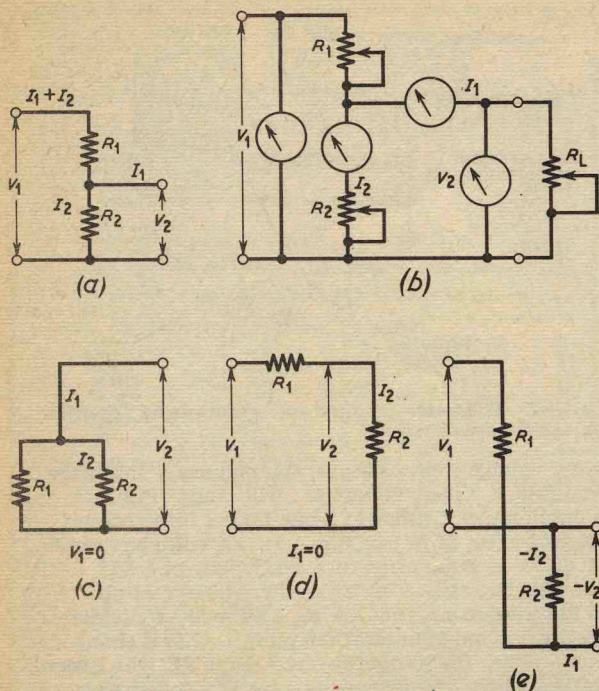 I1+I2
R1
I1
V1
I2
R2
V2
(a)
R1
I1
V1
I2
R2
V2
RL
(b)
I1
R1
I2
R2
V2
V1=0
(c)
R1
I2
V1
V2
R2
I1=0
(d)
V1
R1
-I2
R2
-V2
I1
(e)